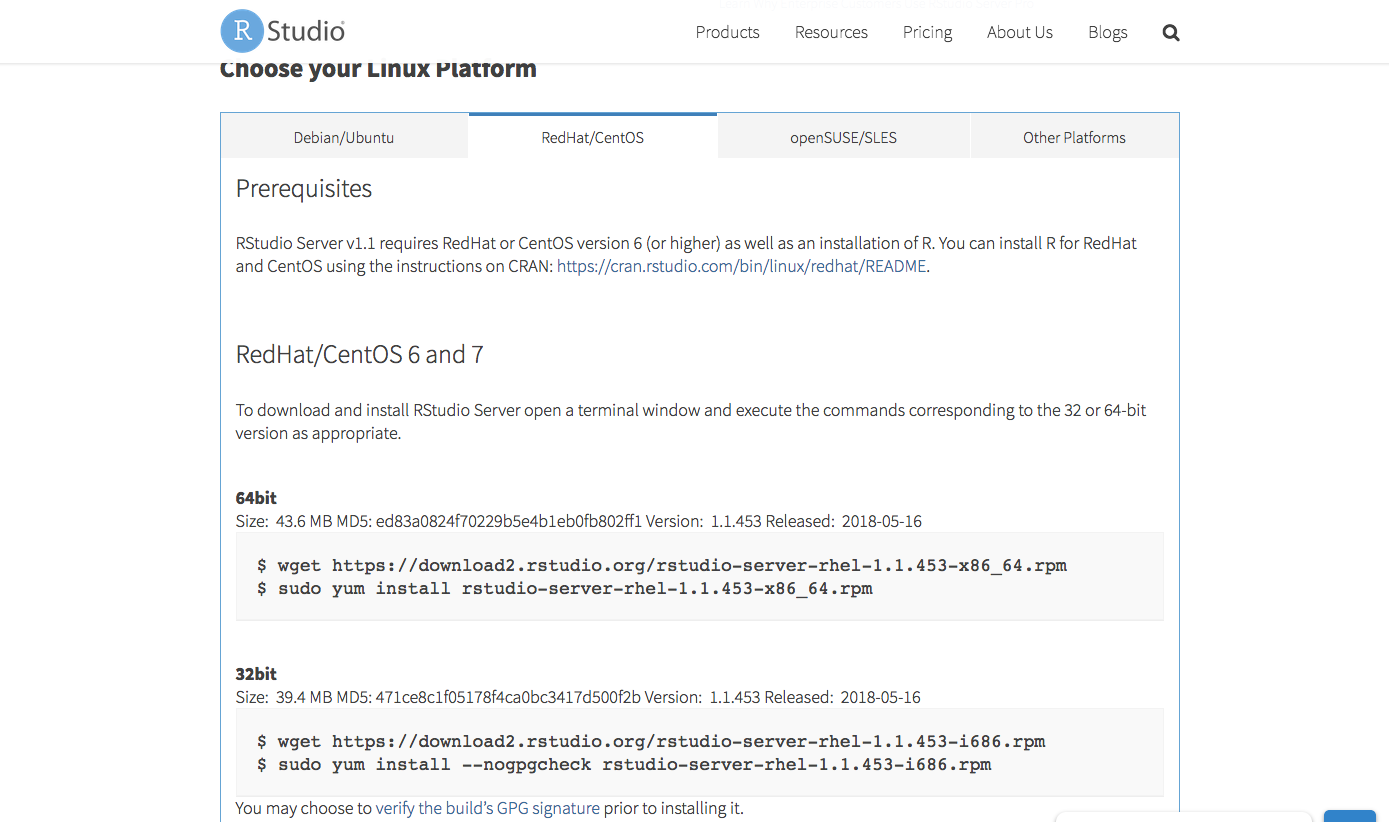 R Studio
Products Resources Pricing About Us Blogs
Choose your Linux Platform
Debian/Ubuntu RedHat/CentOS openSUSE/SLES Other Platforms
Prerequisites
RStudio Server v1.1 requires RedHat or CentOS version 6 (or higher) as well as an installation of R. You can install R for RedHat
and CentOS using the instructions on CRAN: https://cran.rstudio.com/bin/linux/redhat/README.
RedHat/CentOS 6 and 7
To download and install RStudio Server open a terminal window and execute the commands corresponding to the 32 or 64-bit
version as appropriate.
64bit
Size: 43.6 MB MD5: ed83a0824f70229b5e4b1eb0fb802ff1 Version: 1.1.453 Released: 2018-05-16
$ wget https://download2.rstudio.org/rstudio-server-rhel-1.1.453-x86_64.rpm
$ sudo yum install rstudio-server-rhel-1.1.453-x86_64.rpm
32bit
Size: 39.4 MB MD5: 471ce8c1f05178f4ca0bc3417d500f2b Version: 1.1.453 Released: 2018-05-16
$ wget https://download2.rstudio.org/rstudio-server-rhel-1.1.453-i686.rpm
$ sudo yum install --nogpgcheck rstudio-server-rhel-1.1.453-i686.rpm
You may choose to verify the build's GPG signature prior to installing it.